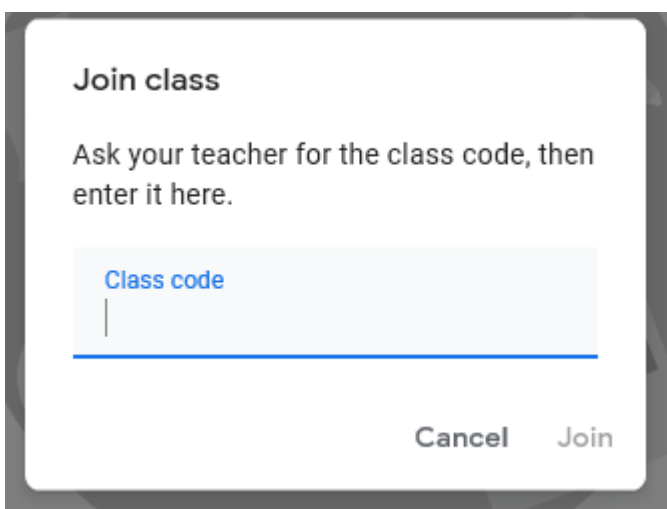 Join class
Ask your teacher for the class code, then
enter it here.
Class code
Cancel Join